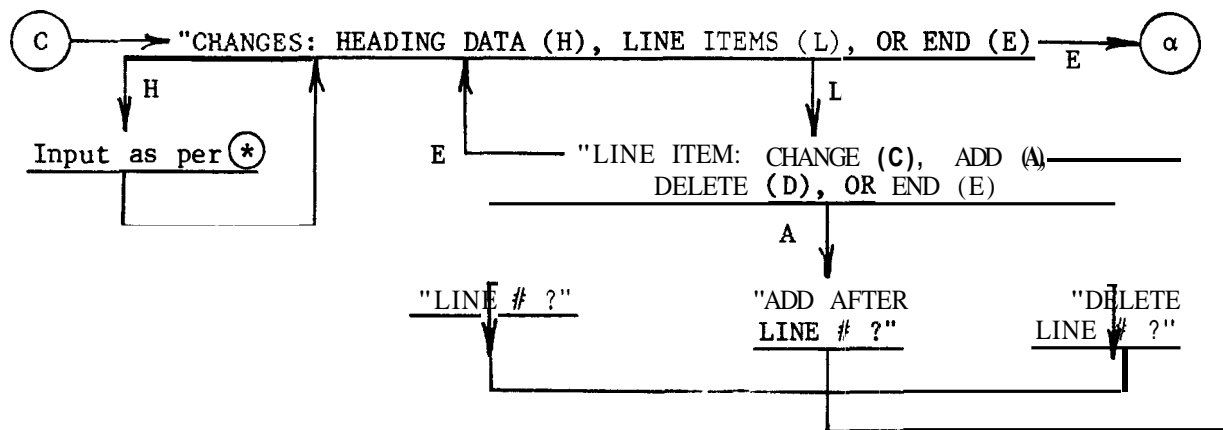 C "CHANGES: HEADING DATA (H), LINE ITEMS (L), OR END (E) E α
H L
Input as per * E "LINE ITEM: CHANGE (C), ADD (A),
DELETE (D), OR END (E)
A
"LINE # ?" "ADD AFTER "DELETE
LINE # ?" LINE # ?"